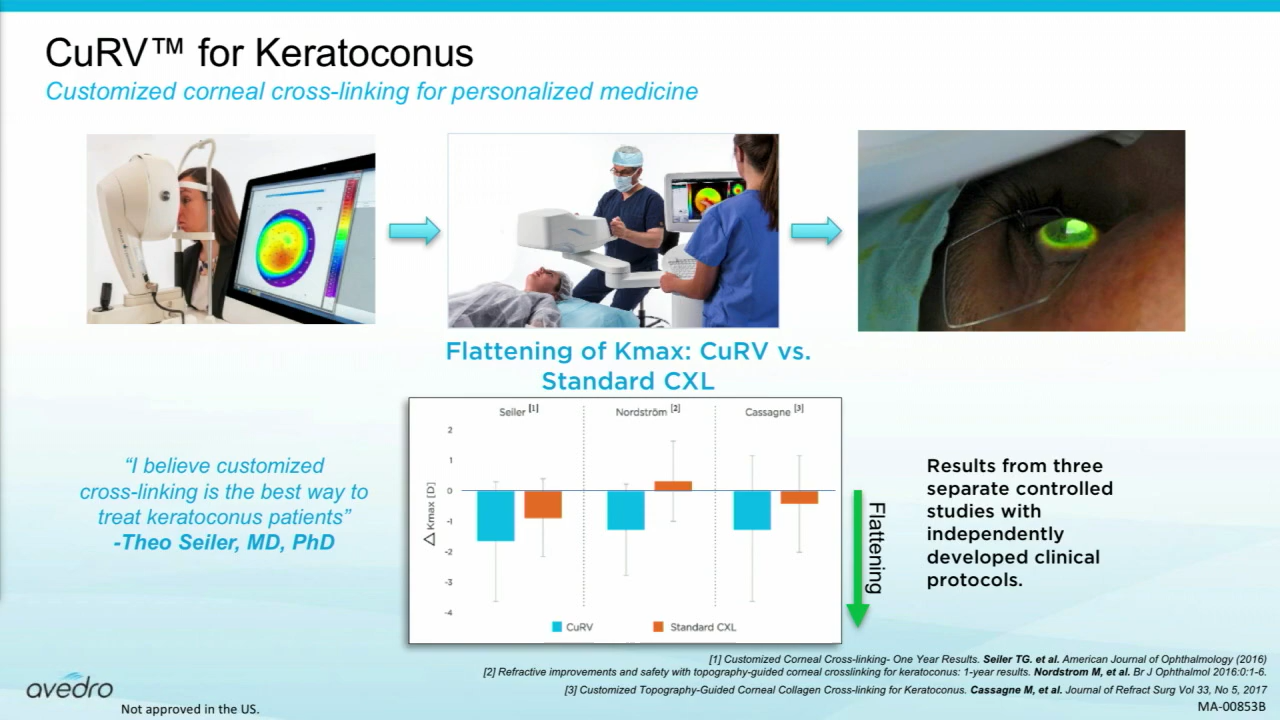 CuRV™ for Keratoconus
Customized corneal cross-linking for personalized medicine
Flattening of Kmax: CuRV vs.
Standard CXL
Seiler [1]
Nordström [2]
Cassagne [3]
2
1
0
-1
-2
-3
-4
△ Kmax [D]
CuRV
Standard CXL
Flattening
“I believe customized
cross-linking is the best way to
treat keratoconus patients”
-Theo Seiler, MD, PhD
Results from three
separate controlled
studies with
independently
developed clinical
protocols.
[1] Customized Corneal Cross-linking- One Year Results. Seiler TG. et al. American Journal of Ophthalmology (2016)
[2] Refractive improvements and safety with topography-guided corneal crosslinking for keratoconus: 1-year results. Nordstrom M, et al. Br J Ophthalmol 2016:0:1-6.
[3] Customized Topography-Guided Corneal Collagen Cross-linking for Keratoconus. Cassagne M, et al. Journal of Refract Surg Vol 33, No 5, 2017
avedro
Not approved in the US.
MA-00853B